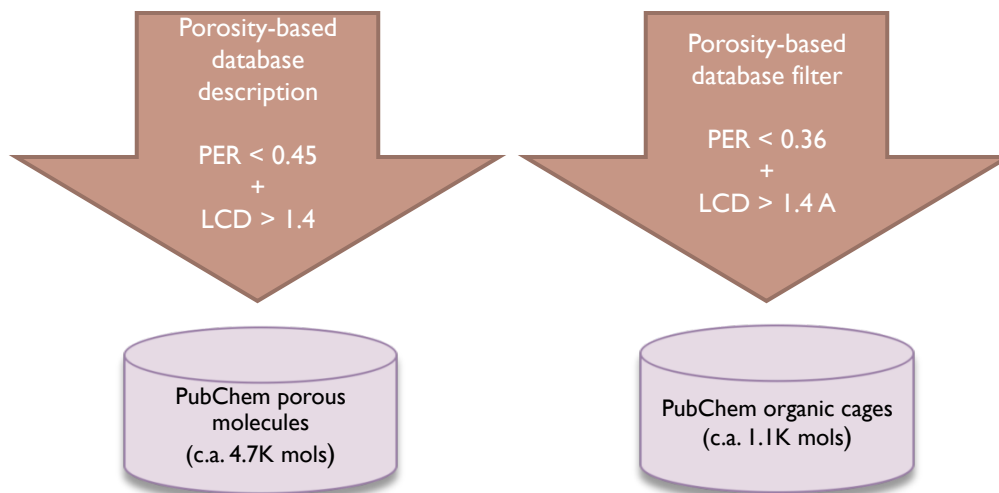 Porosity-based
database
description
PER < 0.45
+
LCD > 1.4
PubChem porous
molecules
(c.a. 4.7K mols)
Porosity-based
database filter
PER < 0.36
+
LCD > 1.4 A
PubChem organic cages
(c.a. 1.1K mols)